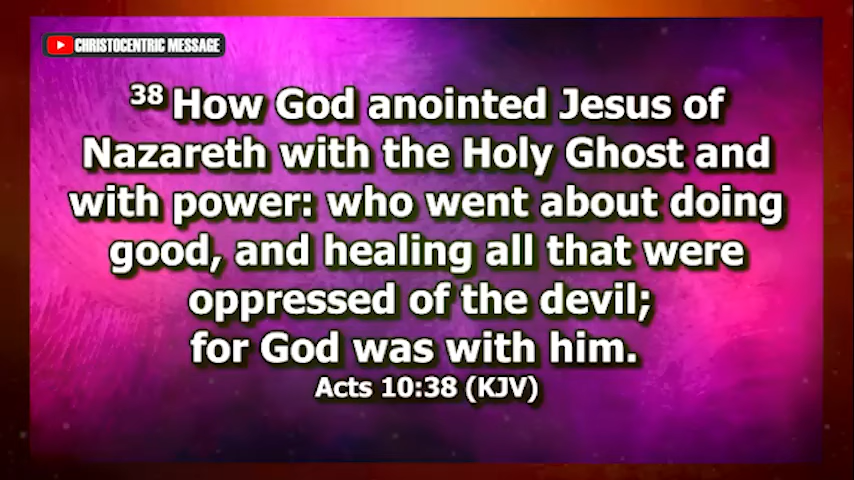 CHRISTOCENTRIC MESSAGE
38 How God anointed Jesus of
Nazareth with the Holy Ghost and
with power: who went about doing
good, and healing all that were
oppressed of the devil;
for God was with him.
Acts 10:38 (KJV)